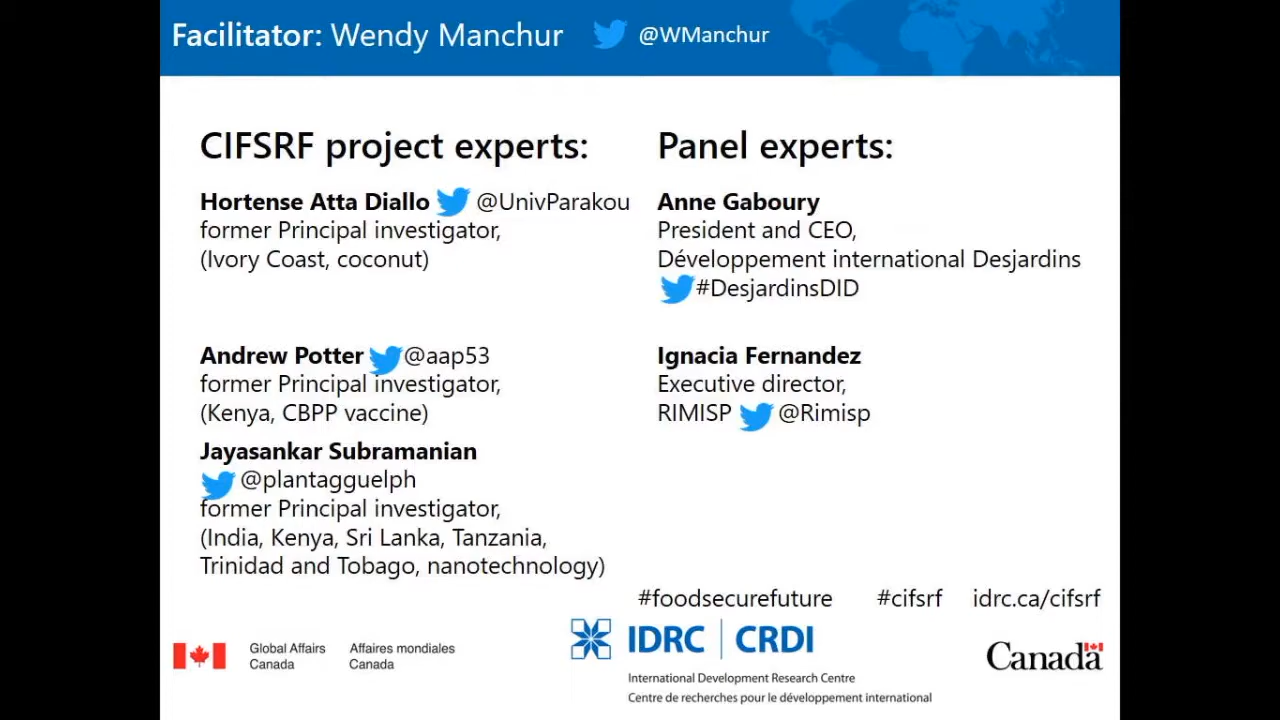 Facilitator: Wendy Manchur @WManchur
CIFSRF project experts:
Hortense Atta Diallo @UnivParakou
former Principal investigator,
(Ivory Coast, coconut)
Andrew Potter @aap53
former Principal investigator,
(Kenya, CBPP vaccine)
Jayasankar Subramanian
@plantagguelph
former Principal investigator,
(India, Kenya, Sri Lanka, Tanzania,
Trinidad and Tobago, nanotechnology)
Panel experts:
Anne Gaboury
President and CEO,
Développement international Desjardins
#DesjardinsDID
Ignacia Fernandez
Executive director,
RIMISP @Rimisp
#foodsecurefuture #cifsrf idrc.ca/cifsrf
Global Affairs
Canada
Affaires mondiales
Canada
IDRC | CRDI
International Development Research Centre
Centre de recherches pour le développement international
Canada